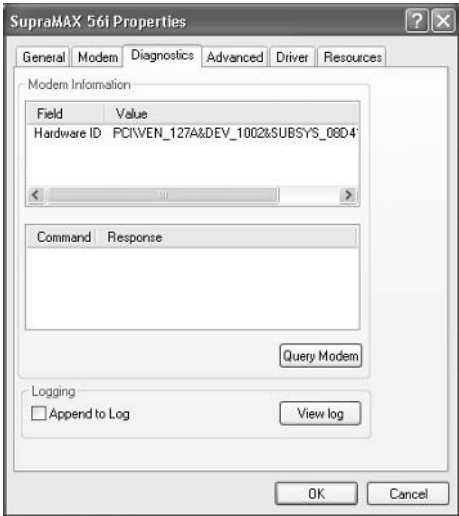 SupraMAX 56i Properties
General Modem Diagnostics Advanced Driver Resources
Modem Information
Field Value
Hardware ID PCI\VEN_127A&DEV_1002&SUBSYS_08D4
Command Response
Query Modem
Logging
Append to Log View log
OK Cancel